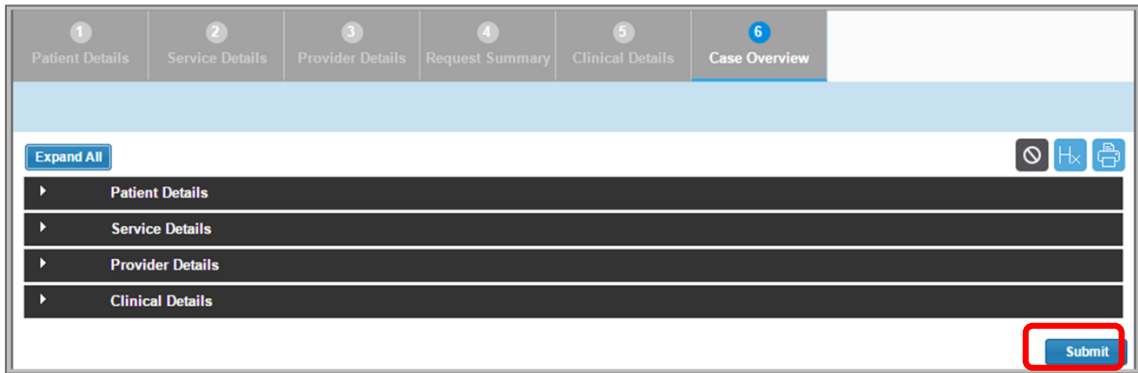 1 2 3 4 5 6
Patient Details Service Details Provider Details Request Summary Clinical Details Case Overview
Expand All
Hx
Patient Details
Service Details
Provider Details
Clinical Details
Submit